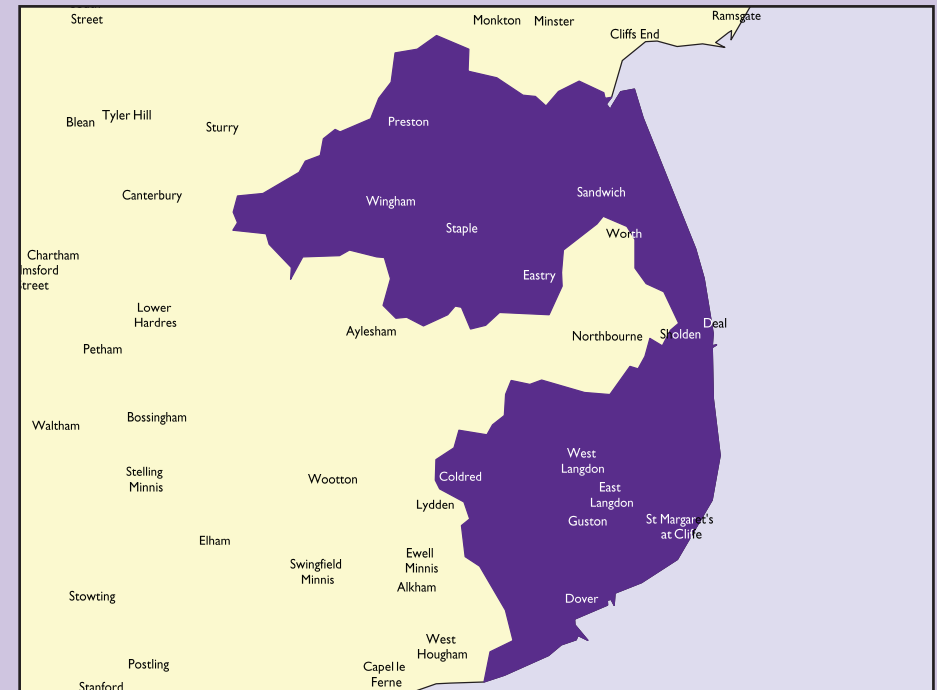 Street
Monkton
Minster
Ramsgate
Cliffs End
Blean
Tyler Hill
Sturry
Preston
Canterbury
Wingham
Sandwich
Staple
Worth
Chartham
lmsford
treet
Eastry
Lower
Hardres
Aylesham
Northbourne
Sholden
Deal
Petham
Waltham
Bossingham
Stelling
Minnis
Wootton
Coldred
West
Langdon
East
Langdon
Lydden
Guston
St Margaret's
at Cliffe
Elham
Swingfield
Minnis
Ewell
Minnis
Alkham
Stowting
Dover
West
Hougham
Postling
Capel le
Ferne
Stanford